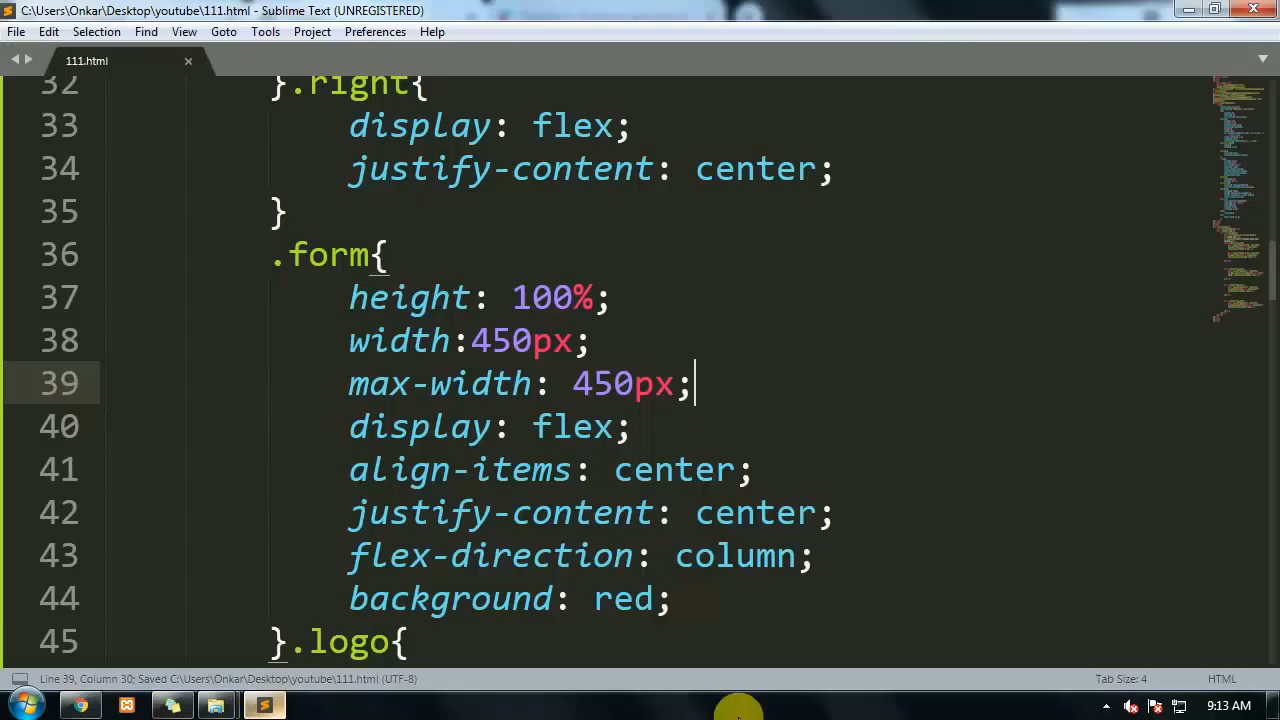 C:\Users\Onkar\Desktop\youtube\111.html - Sublime Text (UNREGISTERED)
File Edit Selection Find View Goto Tools Project Preferences Help
111.html
32 }.right{
33 display: flex;
34 justify-content: center;
35 }
36 .form{
37 height: 100%;
38 width:450px;
39 max-width: 450px;
40 display: flex;
41 align-items: center;
42 justify-content: center;
43 flex-direction: column;
44 background: red;
45 }.logo{
Line 39, Column 30; Saved C:\Users\Onkar\Desktop\youtube\111.html (UTF-8) Tab Size: 4 HTML
9:13 AM